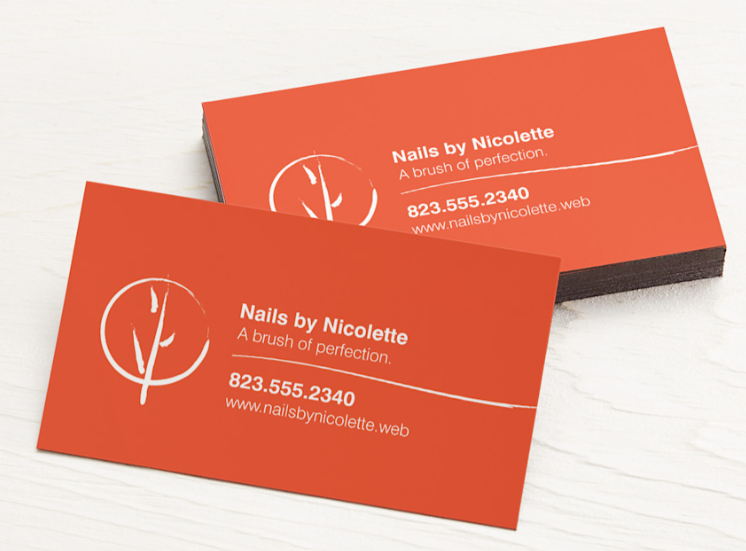 Nails by Nicolette
A brush of perfection.
823.555.2340
www.nailsbynicolette.web
Nails by Nicolette
A brush of perfection.
823.555.2340
www.nailsbynicolette.web